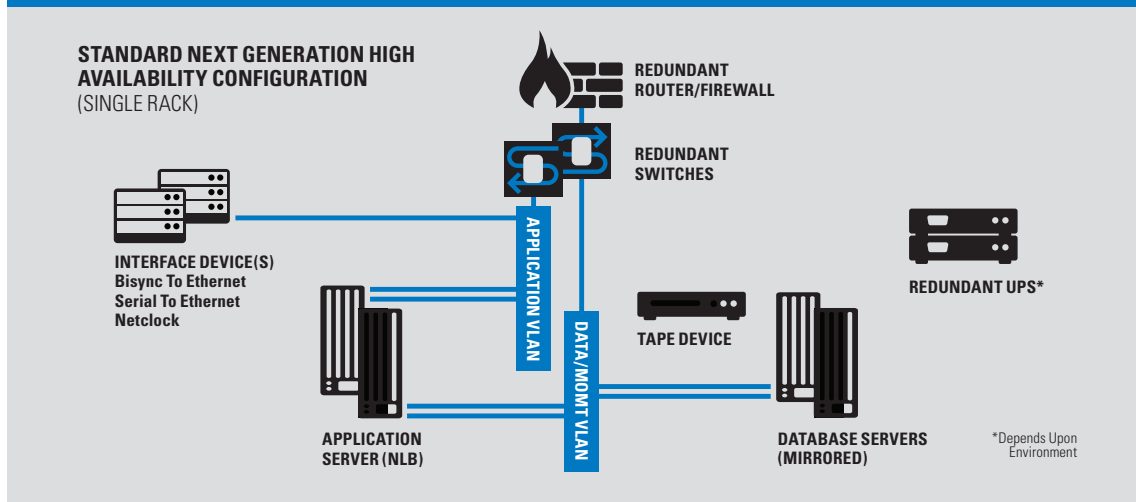 STANDARD NEXT GENERATION HIGH
AVAILABILITY CONFIGURATION
(SINGLE RACK)
REDUNDANT
ROUTER/FIREWALL
REDUNDANT
SWITCHES
INTERFACE DEVICE(S)
Bisync To Ethernet
Serial To Ethernet
Netclock
APPLICATION VLAN
DATA/MOMT VLAN
TAPE DEVICE
REDUNDANT UPS*
APPLICATION
SERVER (NLB)
DATABASE SERVERS
(MIRRORED)
*Depends Upon
Environment